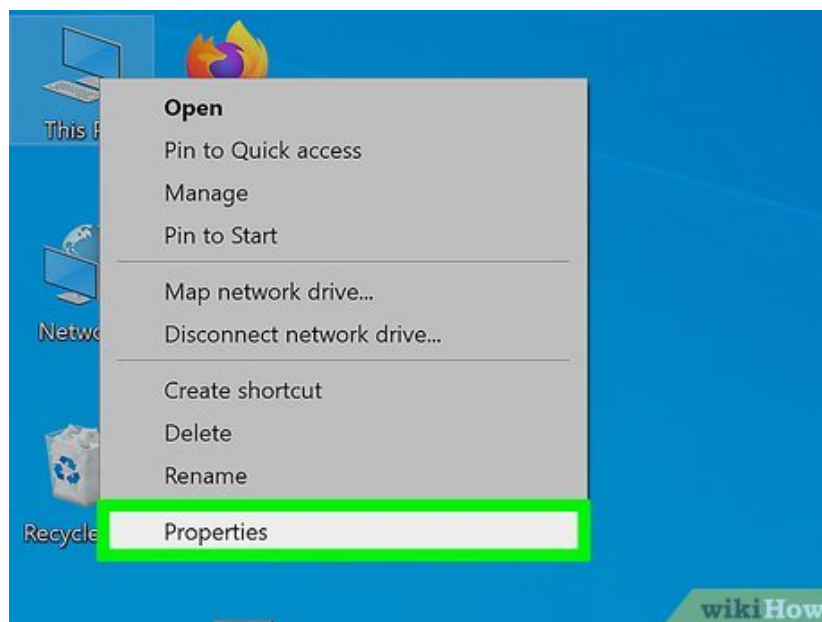 This P
Open
Pin to Quick access
Manage
Pin to Start
Map network drive...
Netwo
Disconnect network drive...
Create shortcut
Delete
Rename
Recycle
Properties
wikiHow